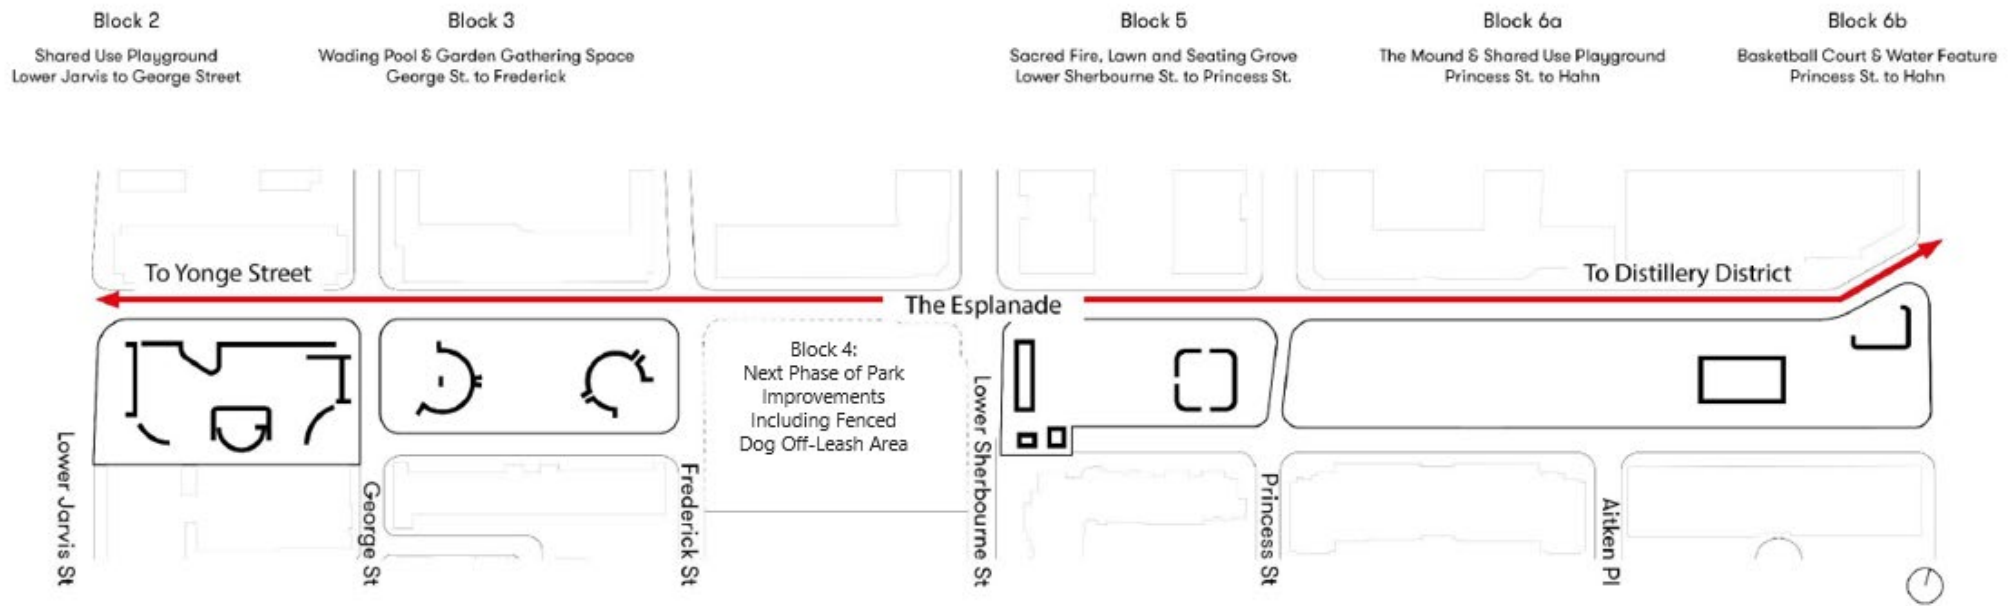 Block 2
Shared Use Playground
Lower Jarvis to George Street
Block 3
Wading Pool & Garden Gathering Space
George St. to Frederick
Block 5
Sacred Fire, Lawn and Seating Grove
Lower Sherbourne St. to Princess St.
Block 6a
The Mound & Shared Use Playground
Princess St. to Hahn
Block 6b
Basketball Court & Water Feature
Princess St. to Hahn
To Yonge Street
To Distillery District
The Esplanade
Block 4:
Next Phase of Park
Improvements
Including Fenced
Dog Off-Leash Area
Lower Jarvis St
George St
Frederick St
Lower Sherbourne St
Princess St
Aitken Pl